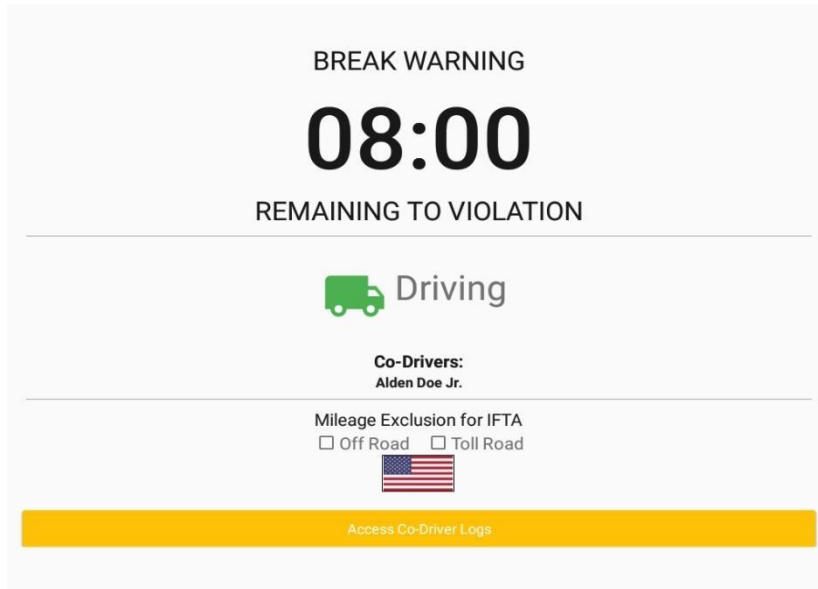 BREAK WARNING
08:00
REMAINING TO VIOLATION
Driving
Co-Drivers:
Alden Doe Jr.
Mileage Exclusion for IFTA
Off Road Toll Road
Access Co-Driver Logs